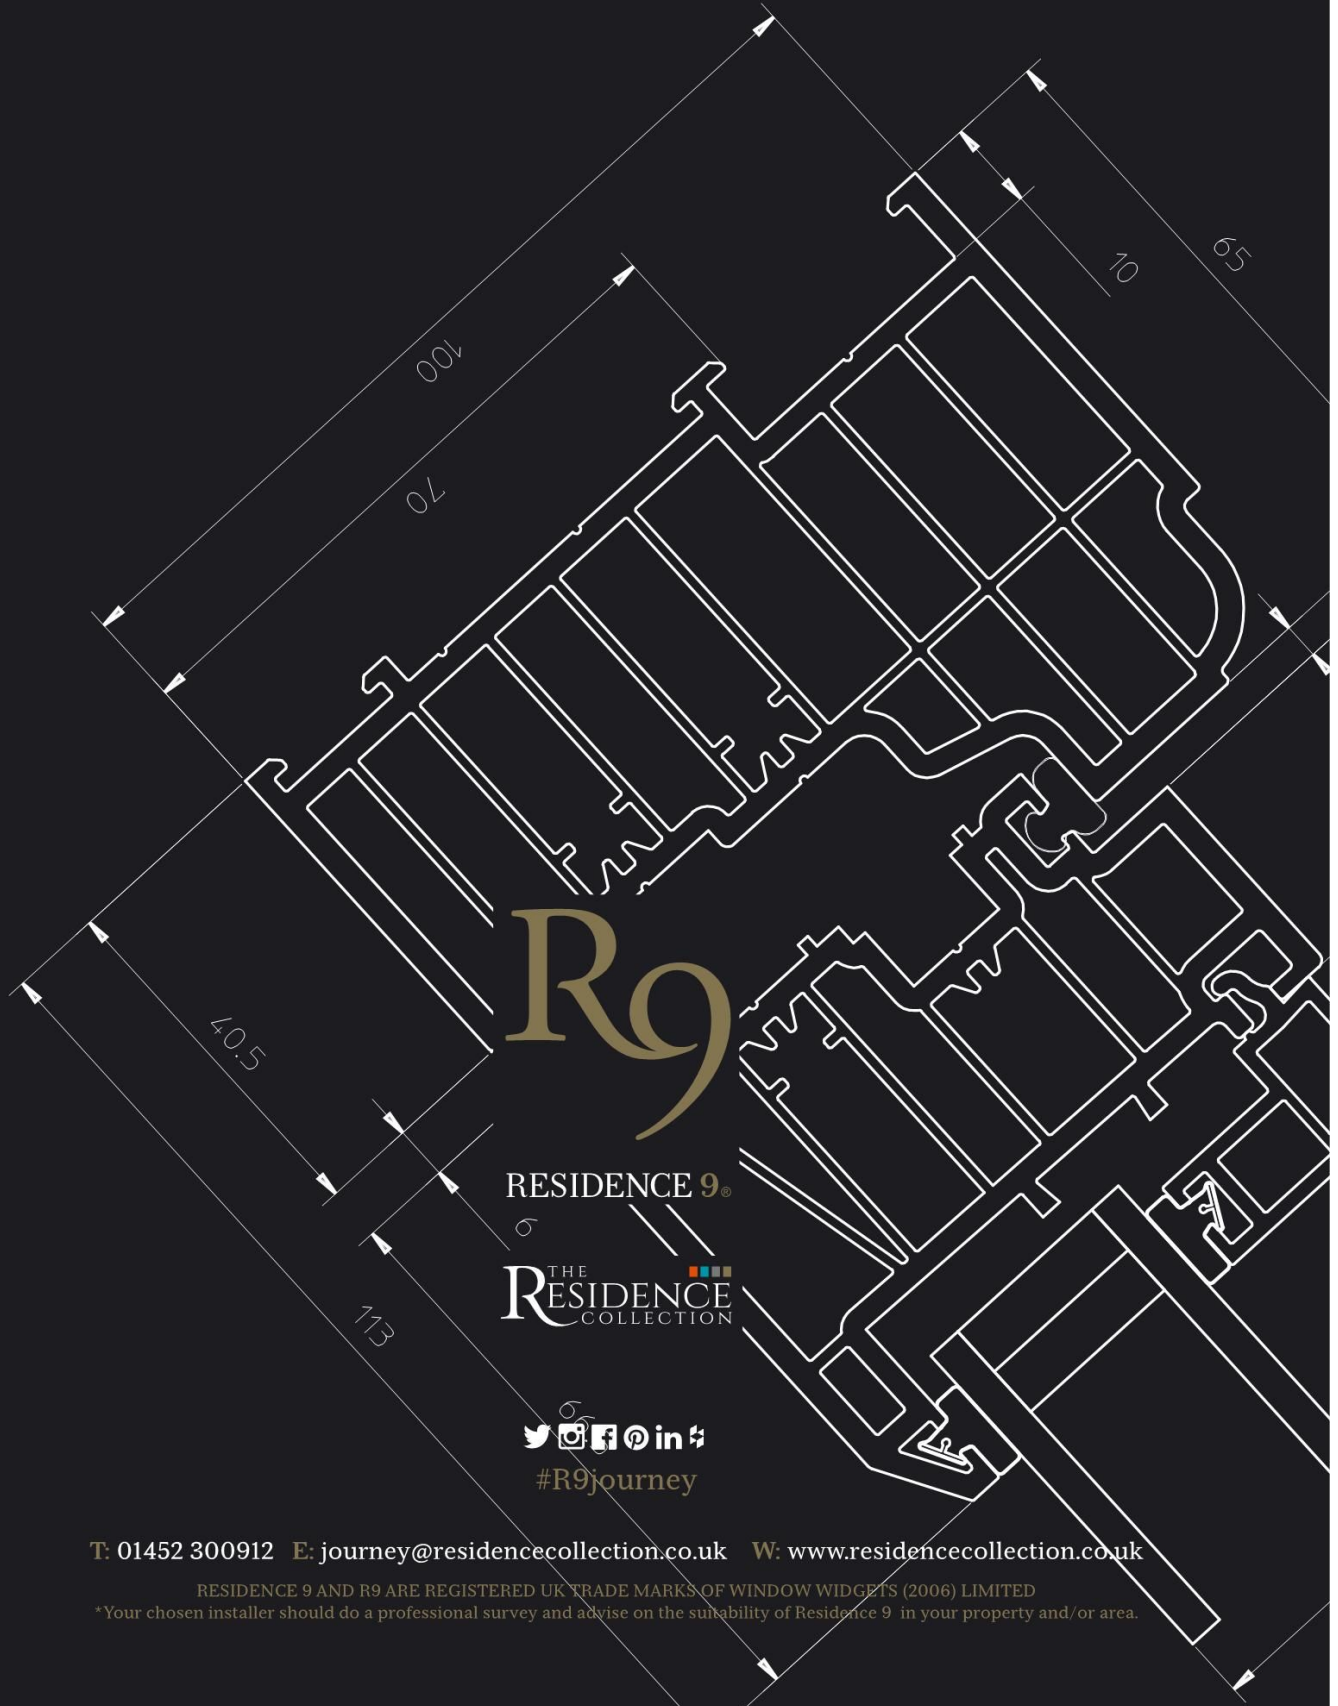 65
10
100
70
R9
40.5
RESIDENCE 9®
6
THE
RESIDENCE
COLLECTION
113
#R9journey
T: 01452 300912 E: journey@residencecollection.co.uk W: www.residencecollection.co.uk
RESIDENCE 9 AND R9 ARE REGISTERED UK TRADE MARKS OF WINDOW WIDGETS (2006) LIMITED
*Your chosen installer should do a professional survey and advise on the suitability of Residence 9 in your property and/or area.